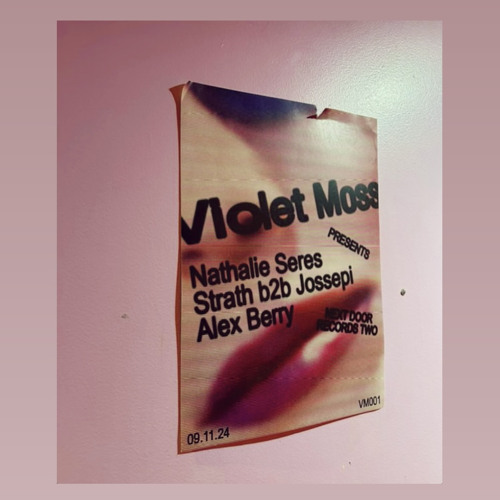 Violet Moss
PRESENTS
Nathalie Seres
Strath b2b Jossepi
Alex Berry
NEXT DOOR
RECORDS TWO
VM001
09.11.24